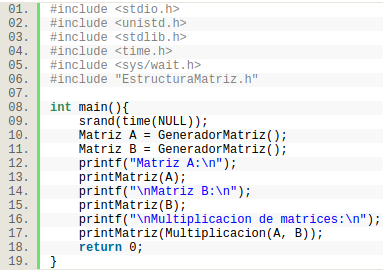 01. #include <stdio.h>
02. #include <unistd.h>
03. #include <stdlib.h>
04. #include <time.h>
05. #include <sys/wait.h>
06. #include "EstructuraMatriz.h"
07.
08. int main(){
09. srand(time(NULL));
10. Matriz A = GeneradorMatriz();
11. Matriz B = GeneradorMatriz();
12. printf("Matriz A:\n");
13. printMatriz(A);
14. printf("\nMatriz B:\n");
15. printMatriz(B);
16. printf("\nMultiplicacion de matrices:\n");
17. printMatriz(Multiplicacion(A, B));
18. return 0;
19. }